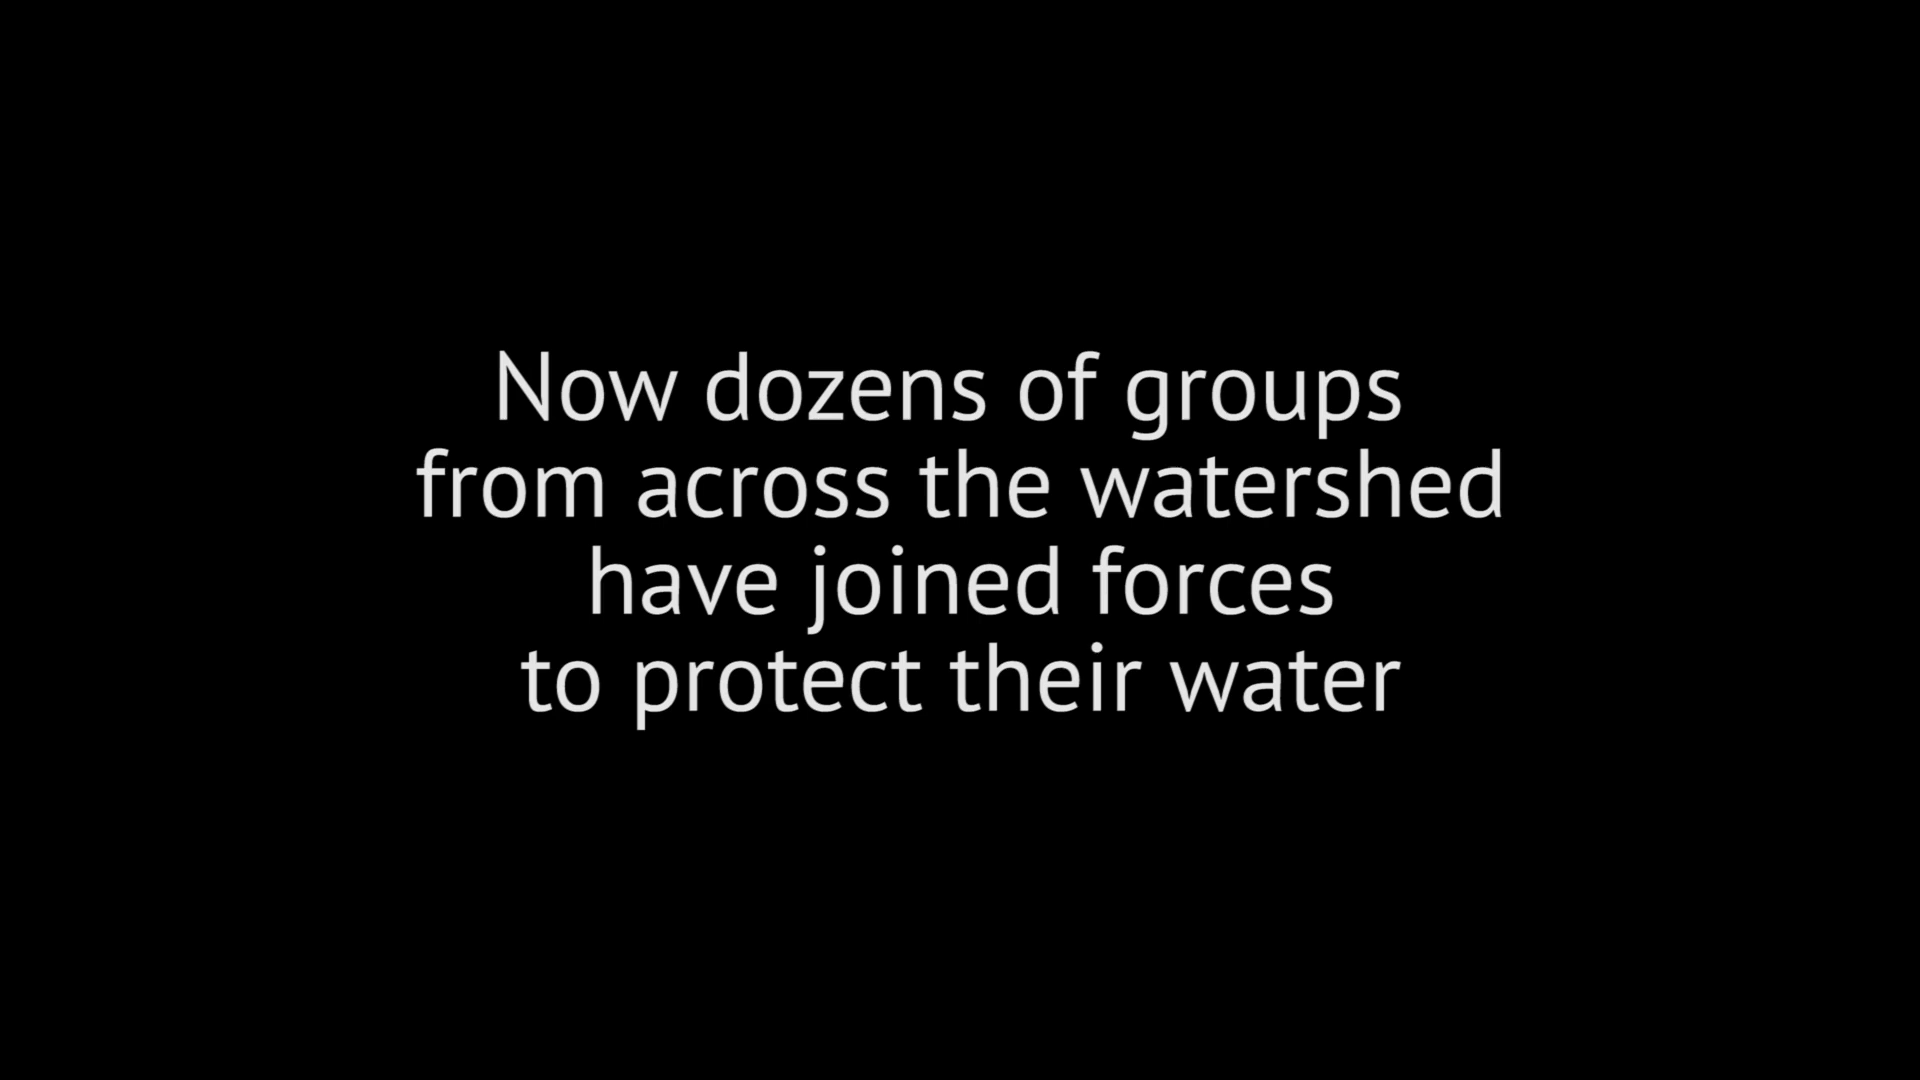 Now dozens of groups
from across the watershed
have joined forces
to protect their water